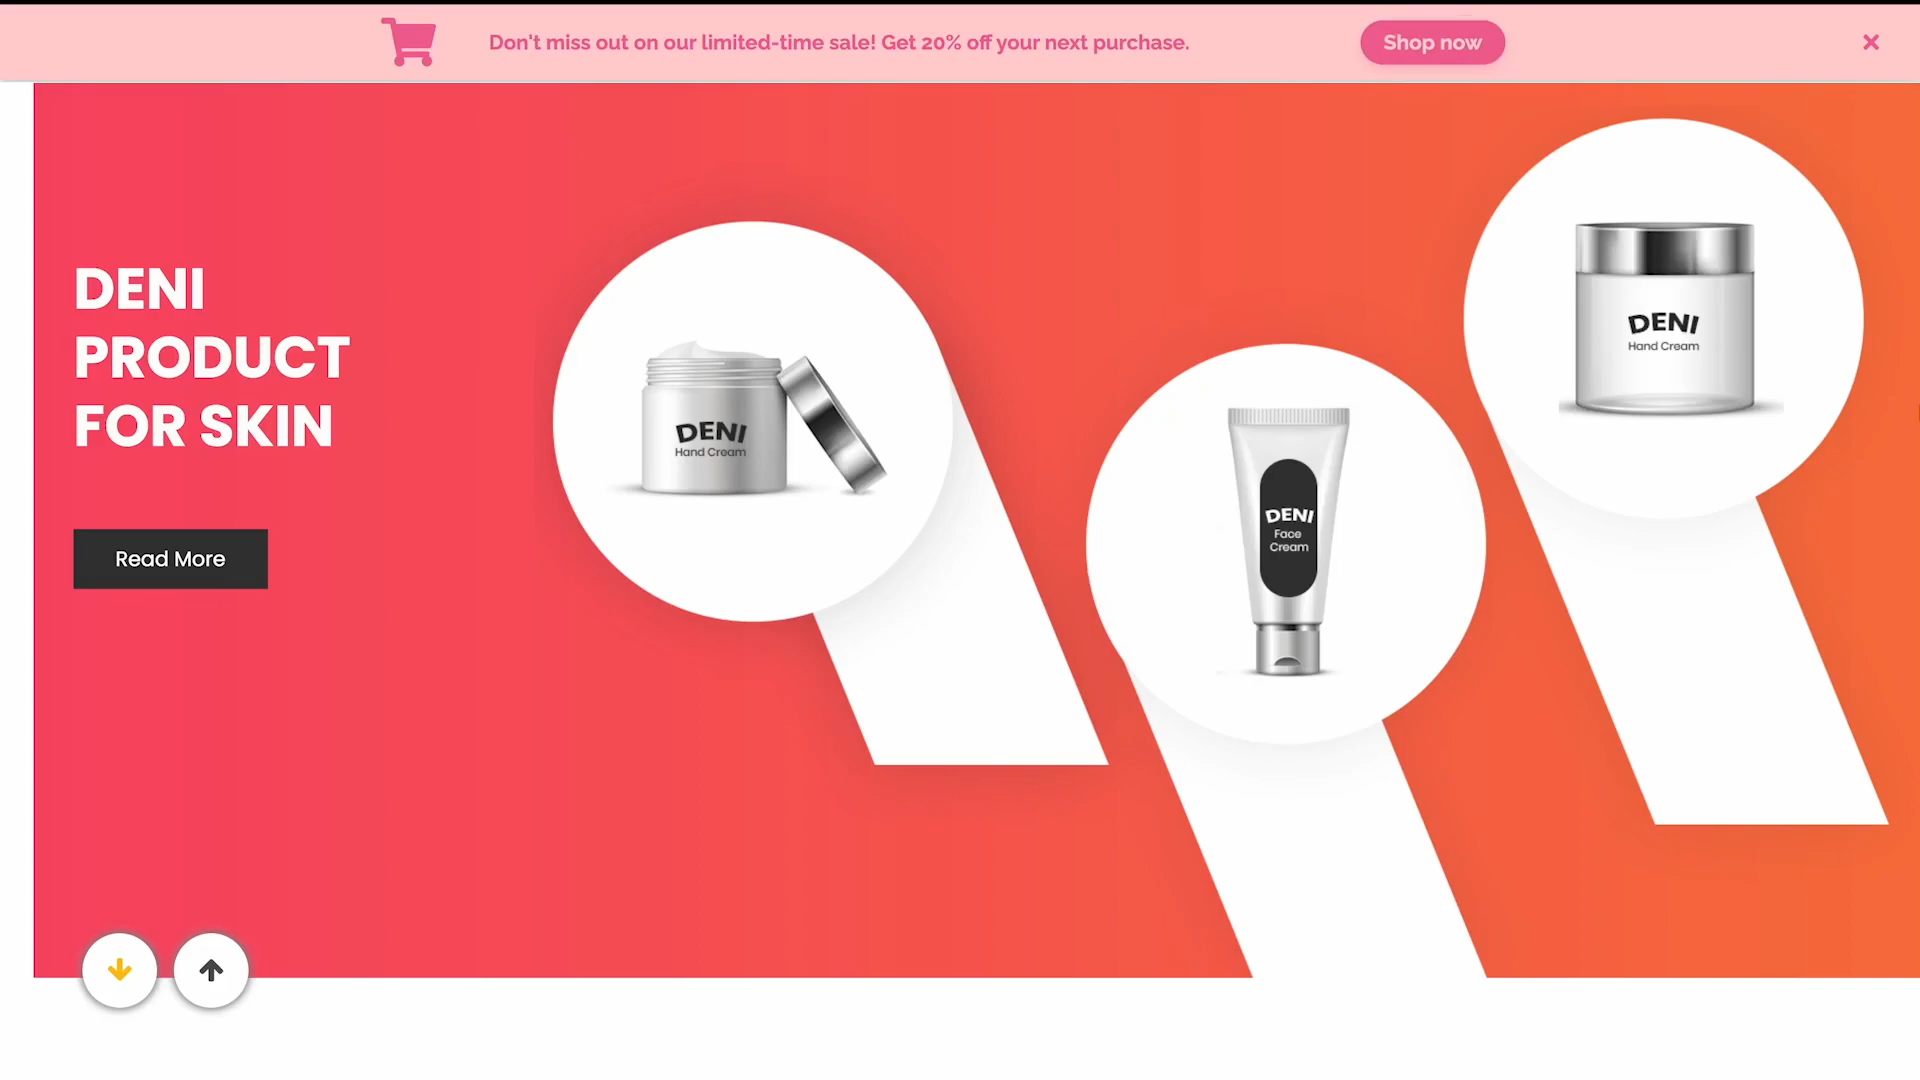 Don't miss out on our limited-time sale! Get 20% off your next purchase.
Shop now
DENI
PRODUCT
FOR SKIN
Read More
DENI
Hand Cream
DENI
Face
Cream
DENI
Hand Cream